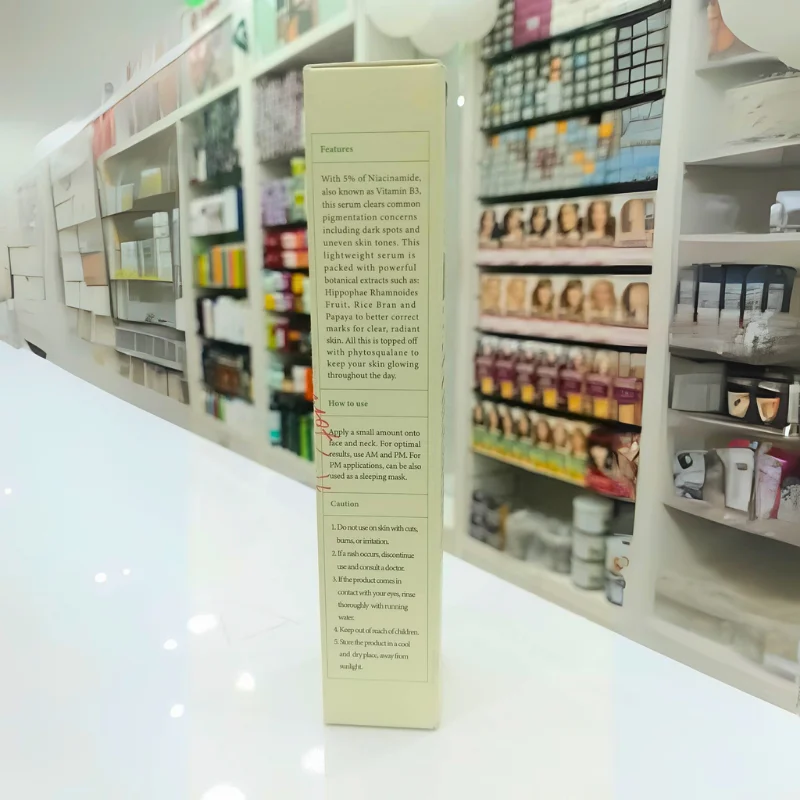 Features
With 5% of Niacinamide,
also known as Vitamin B3,
this serum clears common
pigmentation concerns
including dark spots and
uneven skin tones. This
lightweight serum is
packed with powerful
botanical extracts such as:
Hippophae Rhamnoides
Fruit, Rice Bran and
Papaya to better correct
marks for clear, radiant
skin. All this is topped off
with phytosqualane to
keep your skin glowing
throughout the day.
How to use
Apply a small amount onto
face and neck. For optimal
results, use AM and PM. For
PM applications, can be also
used as a sleeping mask.
Caution
1. Do not use on skin with cuts,
burns, or irritation.
2. If a rash occurs, discontinue
use and consult a doctor.
3. If the product comes in
contact with your eyes, rinse
thoroughly with running
water.
4. Keep out of reach of children.
5. Store the product in a cool
and dry place, away from
sunlight.